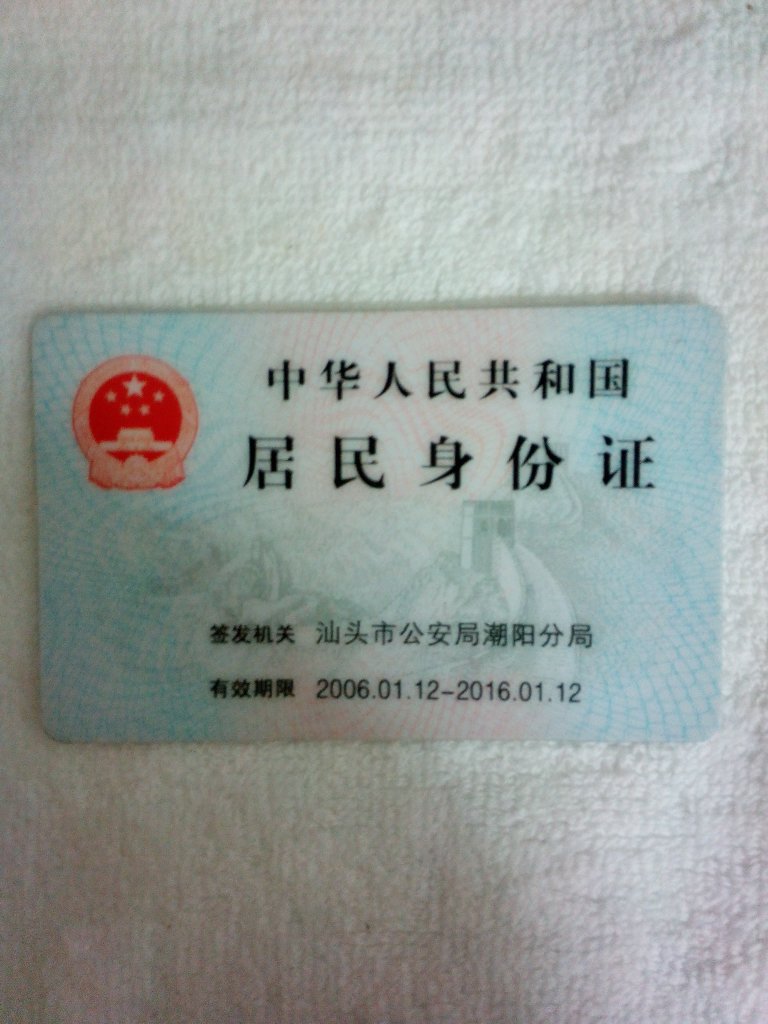 中华人民共和国
居民身份证
签发机关 汕头市公安局潮阳分局
有效期限 2006.01.12-2016.01.12